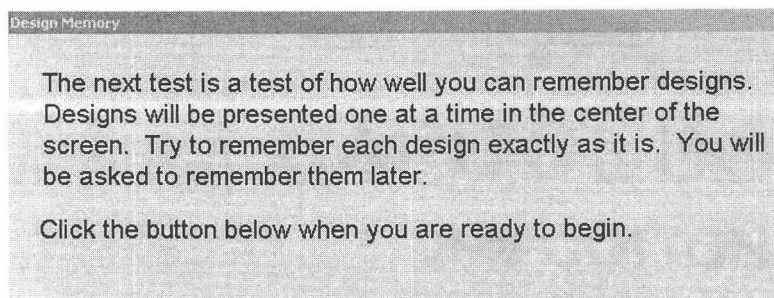 Design Memory
The next test is a test of how well you can remember designs.
Designs will be presented one at a time in the center of the
screen.  Try to remember each design exactly as it is.  You will
be asked to remember them later.
Click the button below when you are ready to begin.